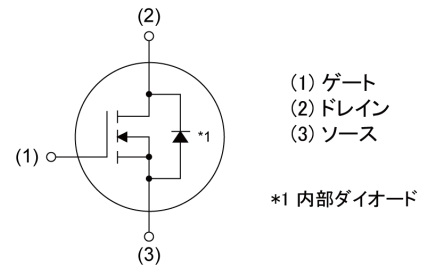 (2)
(1) ゲート
(2) ドレイン
(3) ソース
*1
(1)
*1 内部ダイオード
(3)